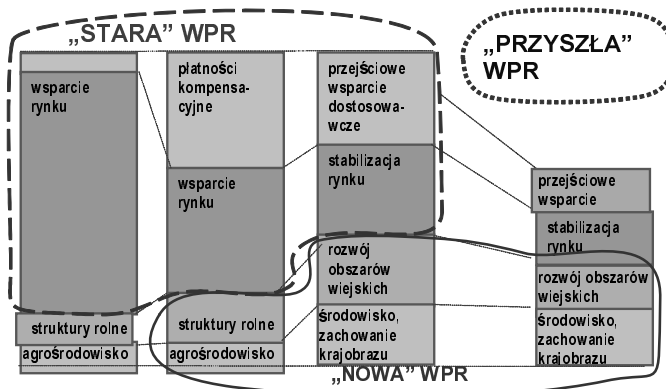 „STARA” WPR
„PRZYSZŁA”
WPR
wsparcie
rynku
struktury rolne
agrośrodowisko
płatności
kompensa-
cyjne
wsparcie
rynku
struktury rolne
agrośrodowisko
przejściowe
wsparcie
dostosowa-
wcze
stabilizacja
rynku
rozwój
obszarów
wiejskich
środowisko,
zachowanie
krajobrazu
przejściowe
wsparcie
stabilizacja
rynku
rozwój obszarów
wiejskich
środowisko,
zachowanie
krajobrazu
„NOWA” WPR